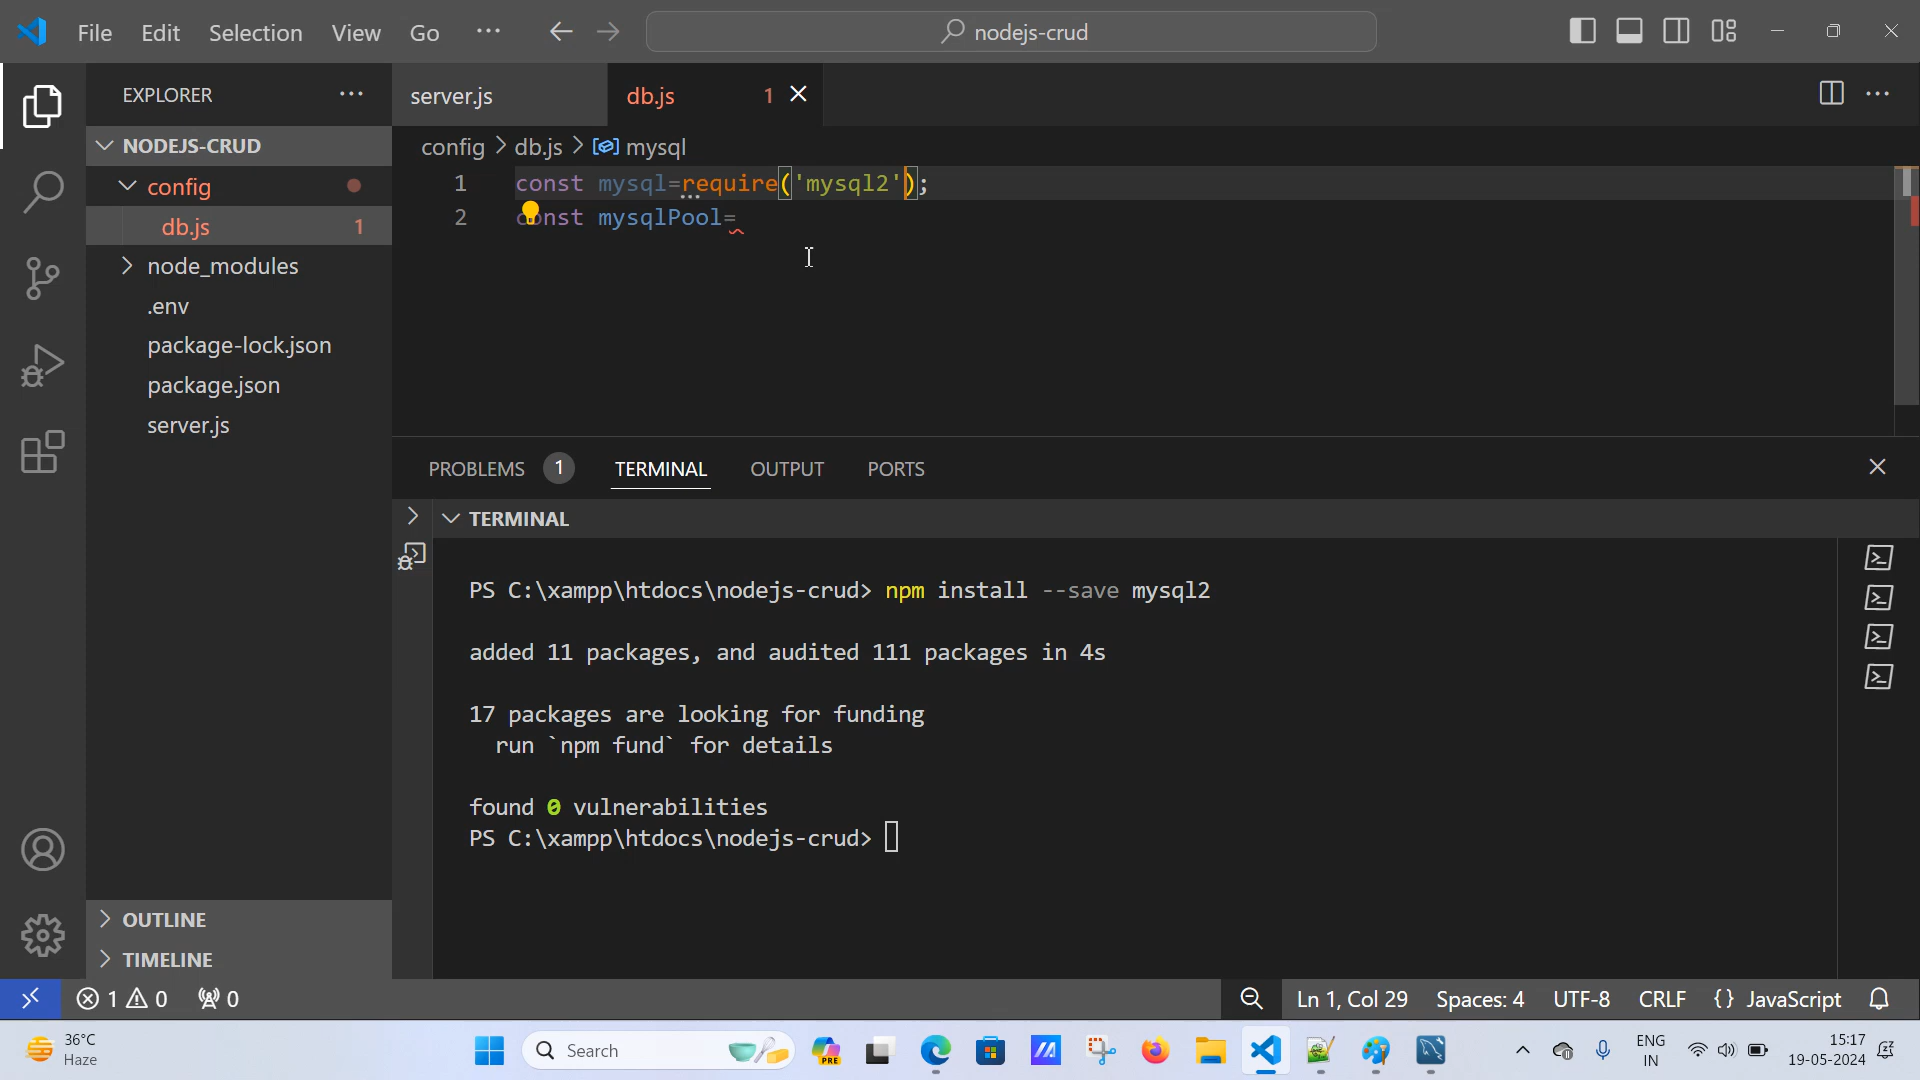 File Edit Selection View Go ··· nodejs-crud
EXPLORER ···
server.js
db.js 1
NODEJS-CRUD
config > db.js > mysql
config
db.js 1
node_modules
.env
package-lock.json
package.json
server.js
1 const mysql=require('mysql2');
2 const mysqlPool=
PROBLEMS 1 TERMINAL OUTPUT PORTS
TERMINAL
PS C:\xampp\htdocs\nodejs-crud> npm install --save mysql2
added 11 packages, and audited 111 packages in 4s
17 packages are looking for funding
run `npm fund` for details
found 0 vulnerabilities
PS C:\xampp\htdocs\nodejs-crud>
OUTLINE
TIMELINE
1 0 0 Ln 1, Col 29 Spaces: 4 UTF-8 CRLF {} JavaScript
36°C
Haze
Search
PRE
ENG
IN
15:17
19-05-2024